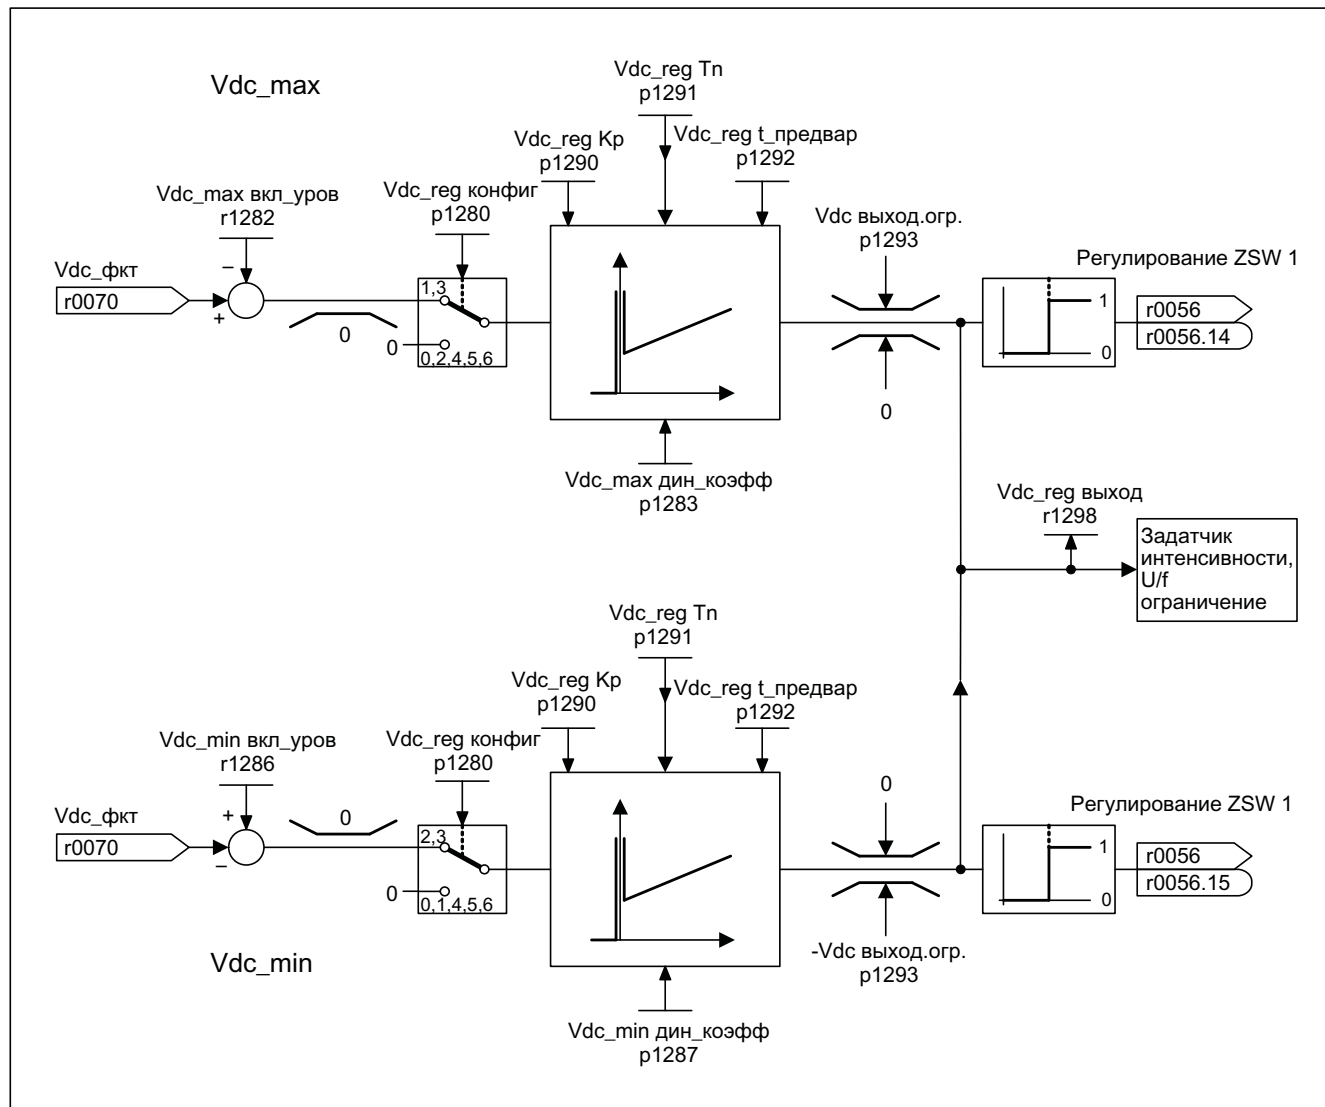 Vdc_max
Vdc_reg Tn
p1291
Vdc_reg Kp
p1290
Vdc_reg t_предвар
p1292
Vdc_max вкл_уров
r1282
Vdc_reg конфиг
p1280
Vdc выход.огр.
p1293
Регулирование ZSW 1
Vdc_фкт
r0070
–
+
0
1,3
0
0,2,4,5,6
0
1
0
r0056
r0056.14
Vdc_max дин_коэфф
p1283
Vdc_reg выход
r1298
Задатчик
интенсивности,
U/f
ограничение
Vdc_reg Tn
p1291
Vdc_reg Kp
p1290
Vdc_reg t_предвар
p1292
Vdc_min вкл_уров
r1286
Vdc_reg конфиг
p1280
0
Регулирование ZSW 1
Vdc_фкт
r0070
+
–
0
2,3
0
0,1,4,5,6
1
0
r0056
r0056.15
-Vdc выход.огр.
p1293
Vdc_min
Vdc_min дин_коэфф
p1287